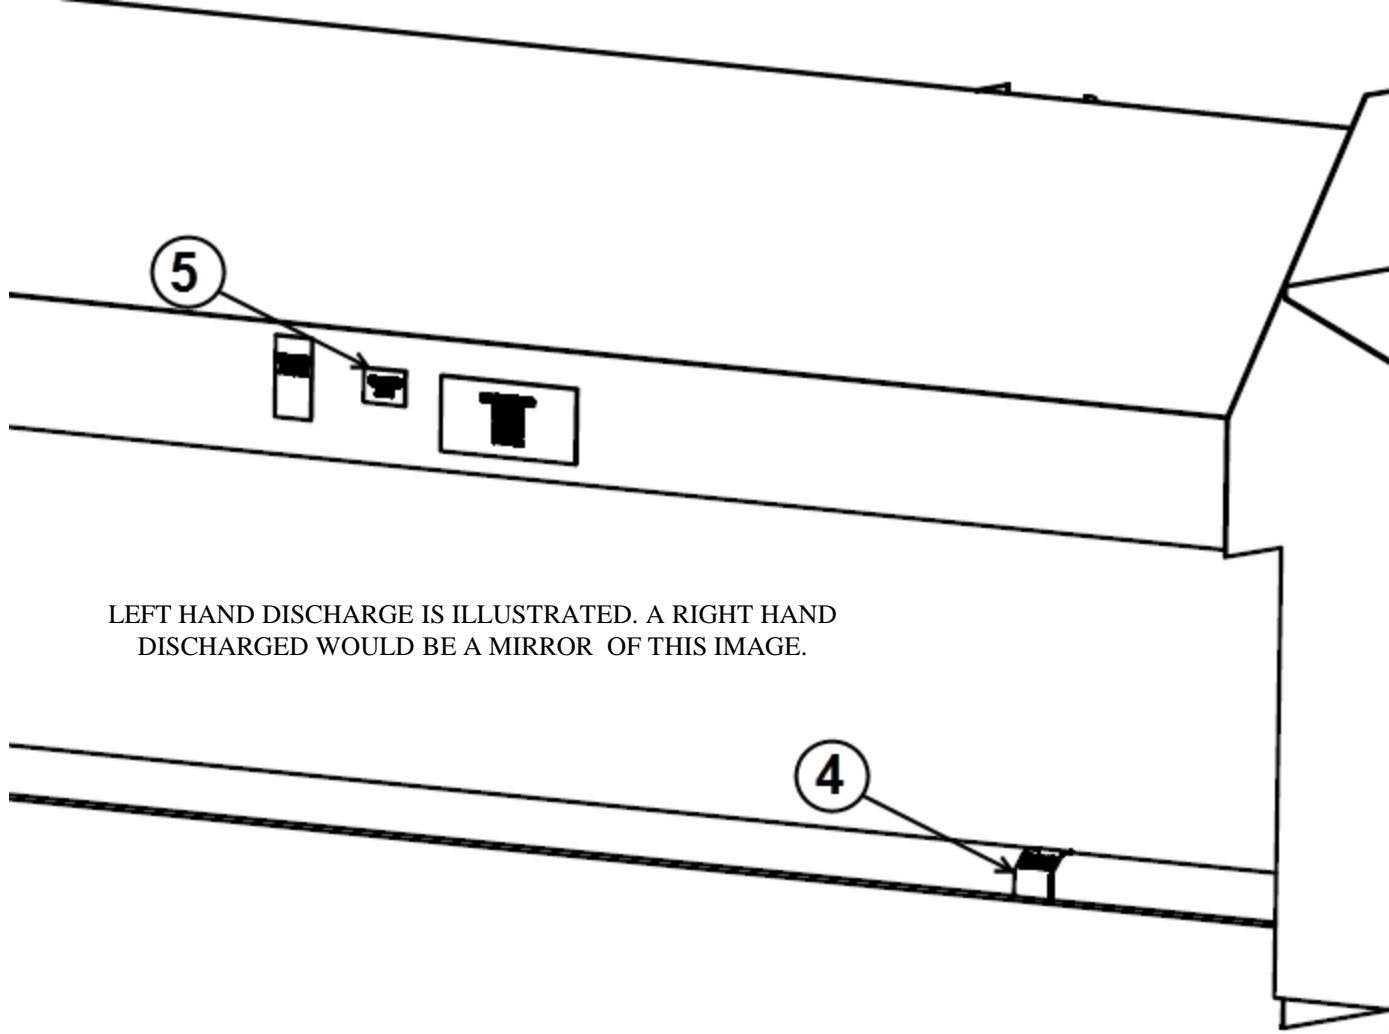 5
LEFT HAND DISCHARGE IS ILLUSTRATED. A RIGHT HAND
DISCHARGED WOULD BE A MIRROR OF THIS IMAGE.
4